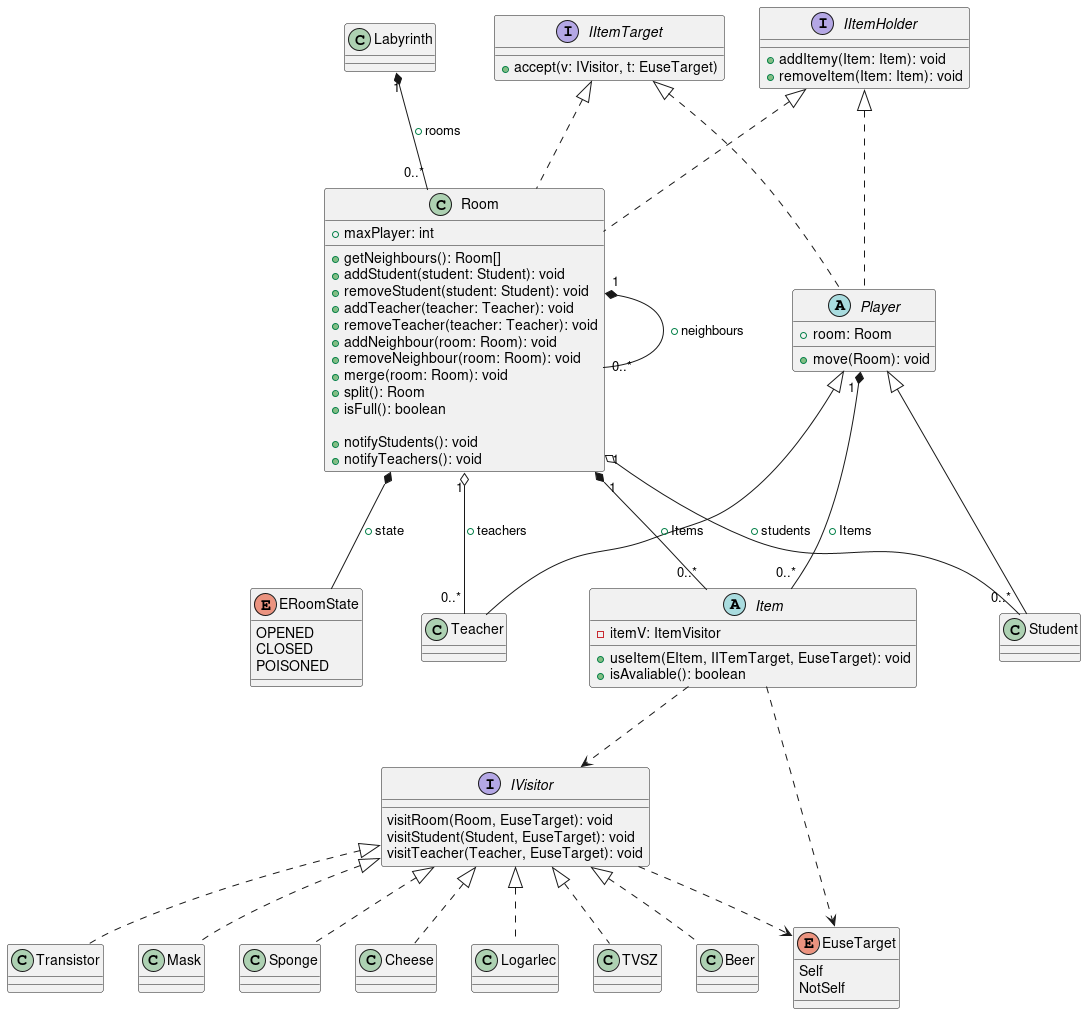 C Labyrinth
I IItemTarget
accept(v: IVisitor, t: EuseTarget)
I IItemHolder
addItemy(Item: Item): void
removeItem(Item: Item): void
1
rooms
0..*
C Room
maxPlayer: int
getNeighbours(): Room[]
addStudent(student: Student): void
removeStudent(student: Student): void
addTeacher(teacher: Teacher): void
removeTeacher(teacher: Teacher): void
addNeighbour(room: Room): void
removeNeighbour(room: Room): void
merge(room: Room): void
split(): Room
isFull(): boolean
notifyStudents(): void
notifyTeachers(): void
1
neighbours
0..*
A Player
room: Room
move(Room): void
1
1
1
1
state
teachers
Items
students
Items
0..*
0..*
0..*
0..*
E ERoomState
OPENED
CLOSED
POISONED
C Teacher
A Item
itemV: ItemVisitor
useItem(EItem, IITemTarget, EuseTarget): void
isAvaliable(): boolean
C Student
I IVisitor
visitRoom(Room, EuseTarget): void
visitStudent(Student, EuseTarget): void
visitTeacher(Teacher, EuseTarget): void
C Transistor
C Mask
C Sponge
C Cheese
C Logarlec
C TVSZ
C Beer
E EuseTarget
Self
NotSelf